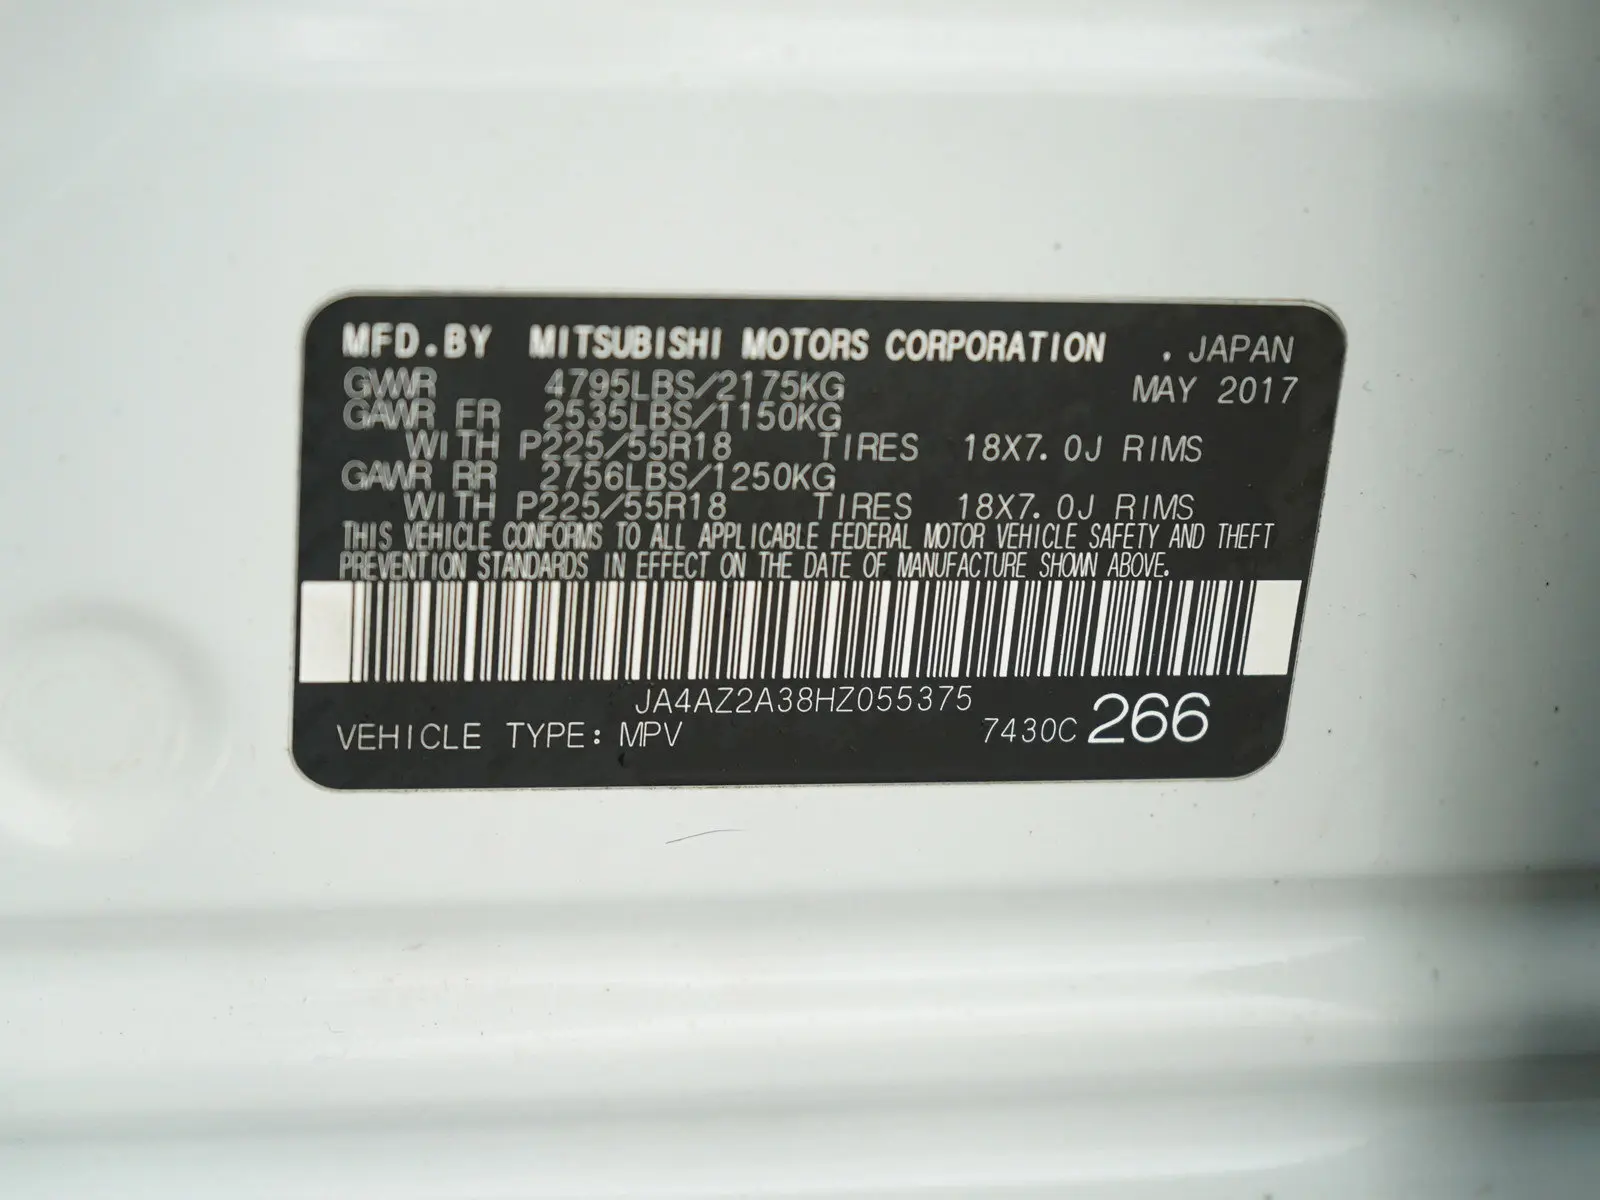 MFD.BY MITSUBISHI MOTORS CORPORATION . JAPAN
GVWR 4795LBS/2175KG MAY 2017
GAWR FR 2535LBS/1150KG
WITH P225/55R18 TIRES 18X7.0J RIMS
GAWR RR 2756LBS/1250KG
WITH P225/55R18 TIRES 18X7.0J RIMS
THIS VEHICLE CONFORMS TO ALL APPLICABLE FEDERAL MOTOR VEHICLE SAFETY AND THEFT
PREVENTION STANDARDS IN EFFECT ON THE DATE OF MANUFACTURE SHOWN ABOVE.
JA4AZ2A38HZ055375
VEHICLE TYPE: MPV 7430C 266